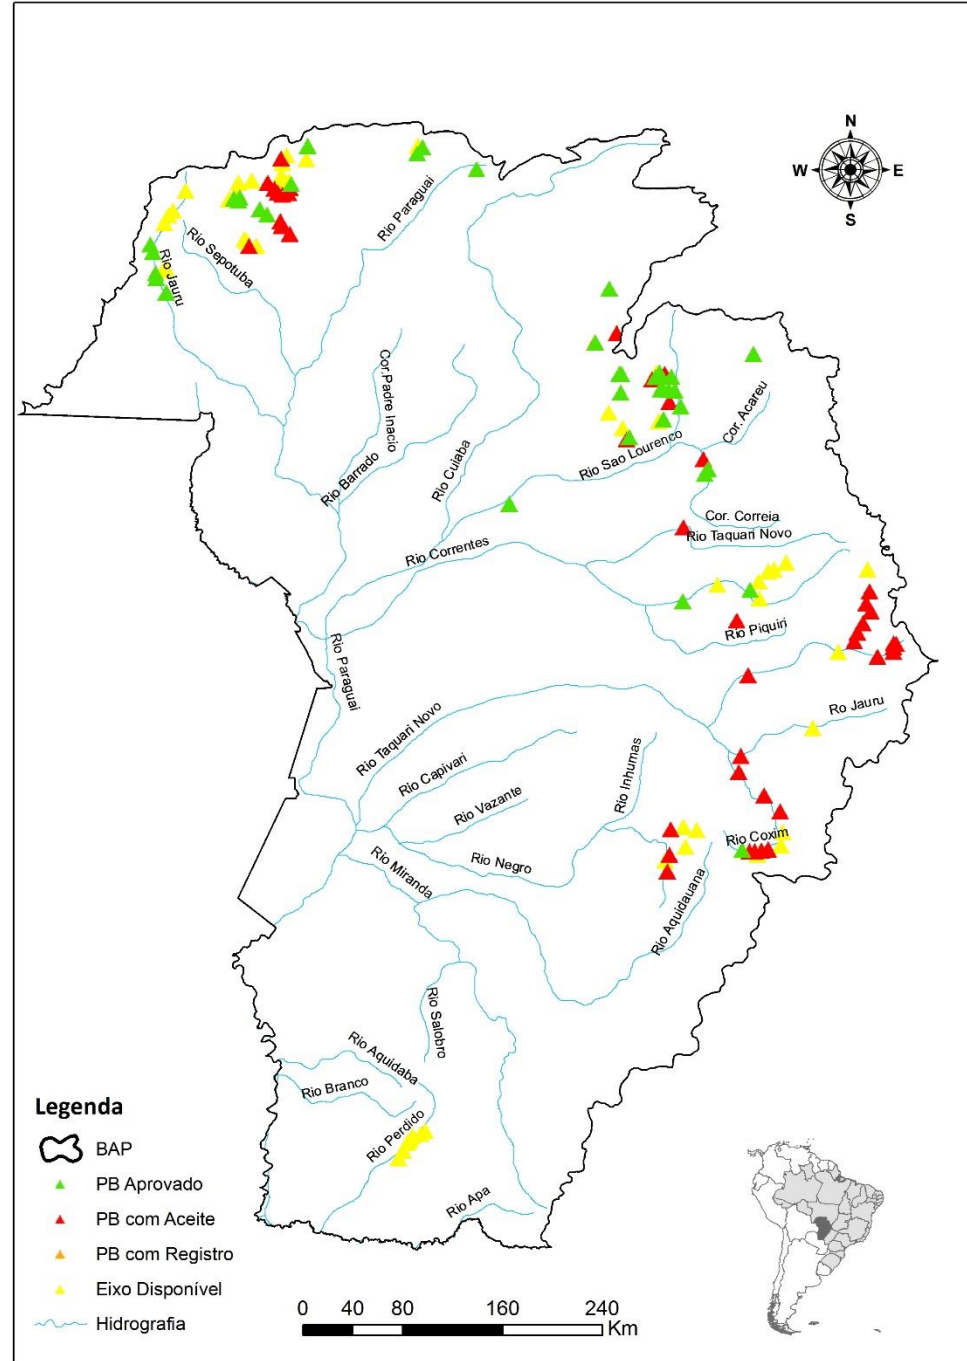 N
W
E
S
Rio Paraguai
Rio Sepotuba
Rio Jauru
Cor.Padre Inacio
Cor. Acareu
Rio Cuiaba
Rio Sao Lourenco
Rio Barrado
Cor. Correia
Rio Taquari Novo
Rio Correntes
Rio Piquiri
Rio Paraguai
Ro Jauru
Rio Taquari Novo
Rio Capivari
Rio Inhumas
Rio Vazante
Rio Coxim
Rio Negro
Rio Miranda
Rio Aquidauana
Rio Salobro
Rio Aquidaba
Rio Branco
Rio Perdido
Rio Apa
Legenda
BAP
PB Aprovado
PB com Aceite
PB com Registro
Eixo Disponível
Hidrografia
0 40 80 160 240
Km